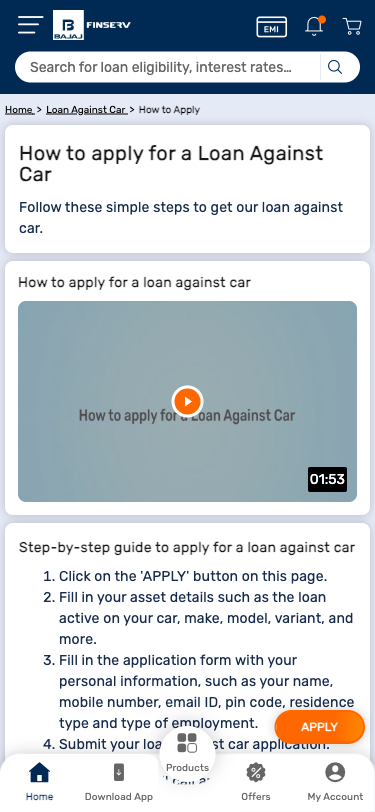 BAJAJ
FINSERV
EMI
Search for loan eligibility, interest rates...
Home > Loan Against Car > How to Apply
How to apply for a Loan Against
Car
Follow these simple steps to get our loan against
car.
How to apply for a loan against car
How to apply for a Loan Against Car
01:53
Step-by-step guide to apply for a loan against car
1. Click on the 'APPLY' button on this page.
2. Fill in your asset details such as the loan
active on your car, make, model, variant, and
more.
3. Fill in the application form with your
personal information, such as your name,
mobile number, email ID, pin code, residence
type and type of employment.
APPLY
4. Submit your loan st car application.
Products
Home
Download App
Offers
My Account